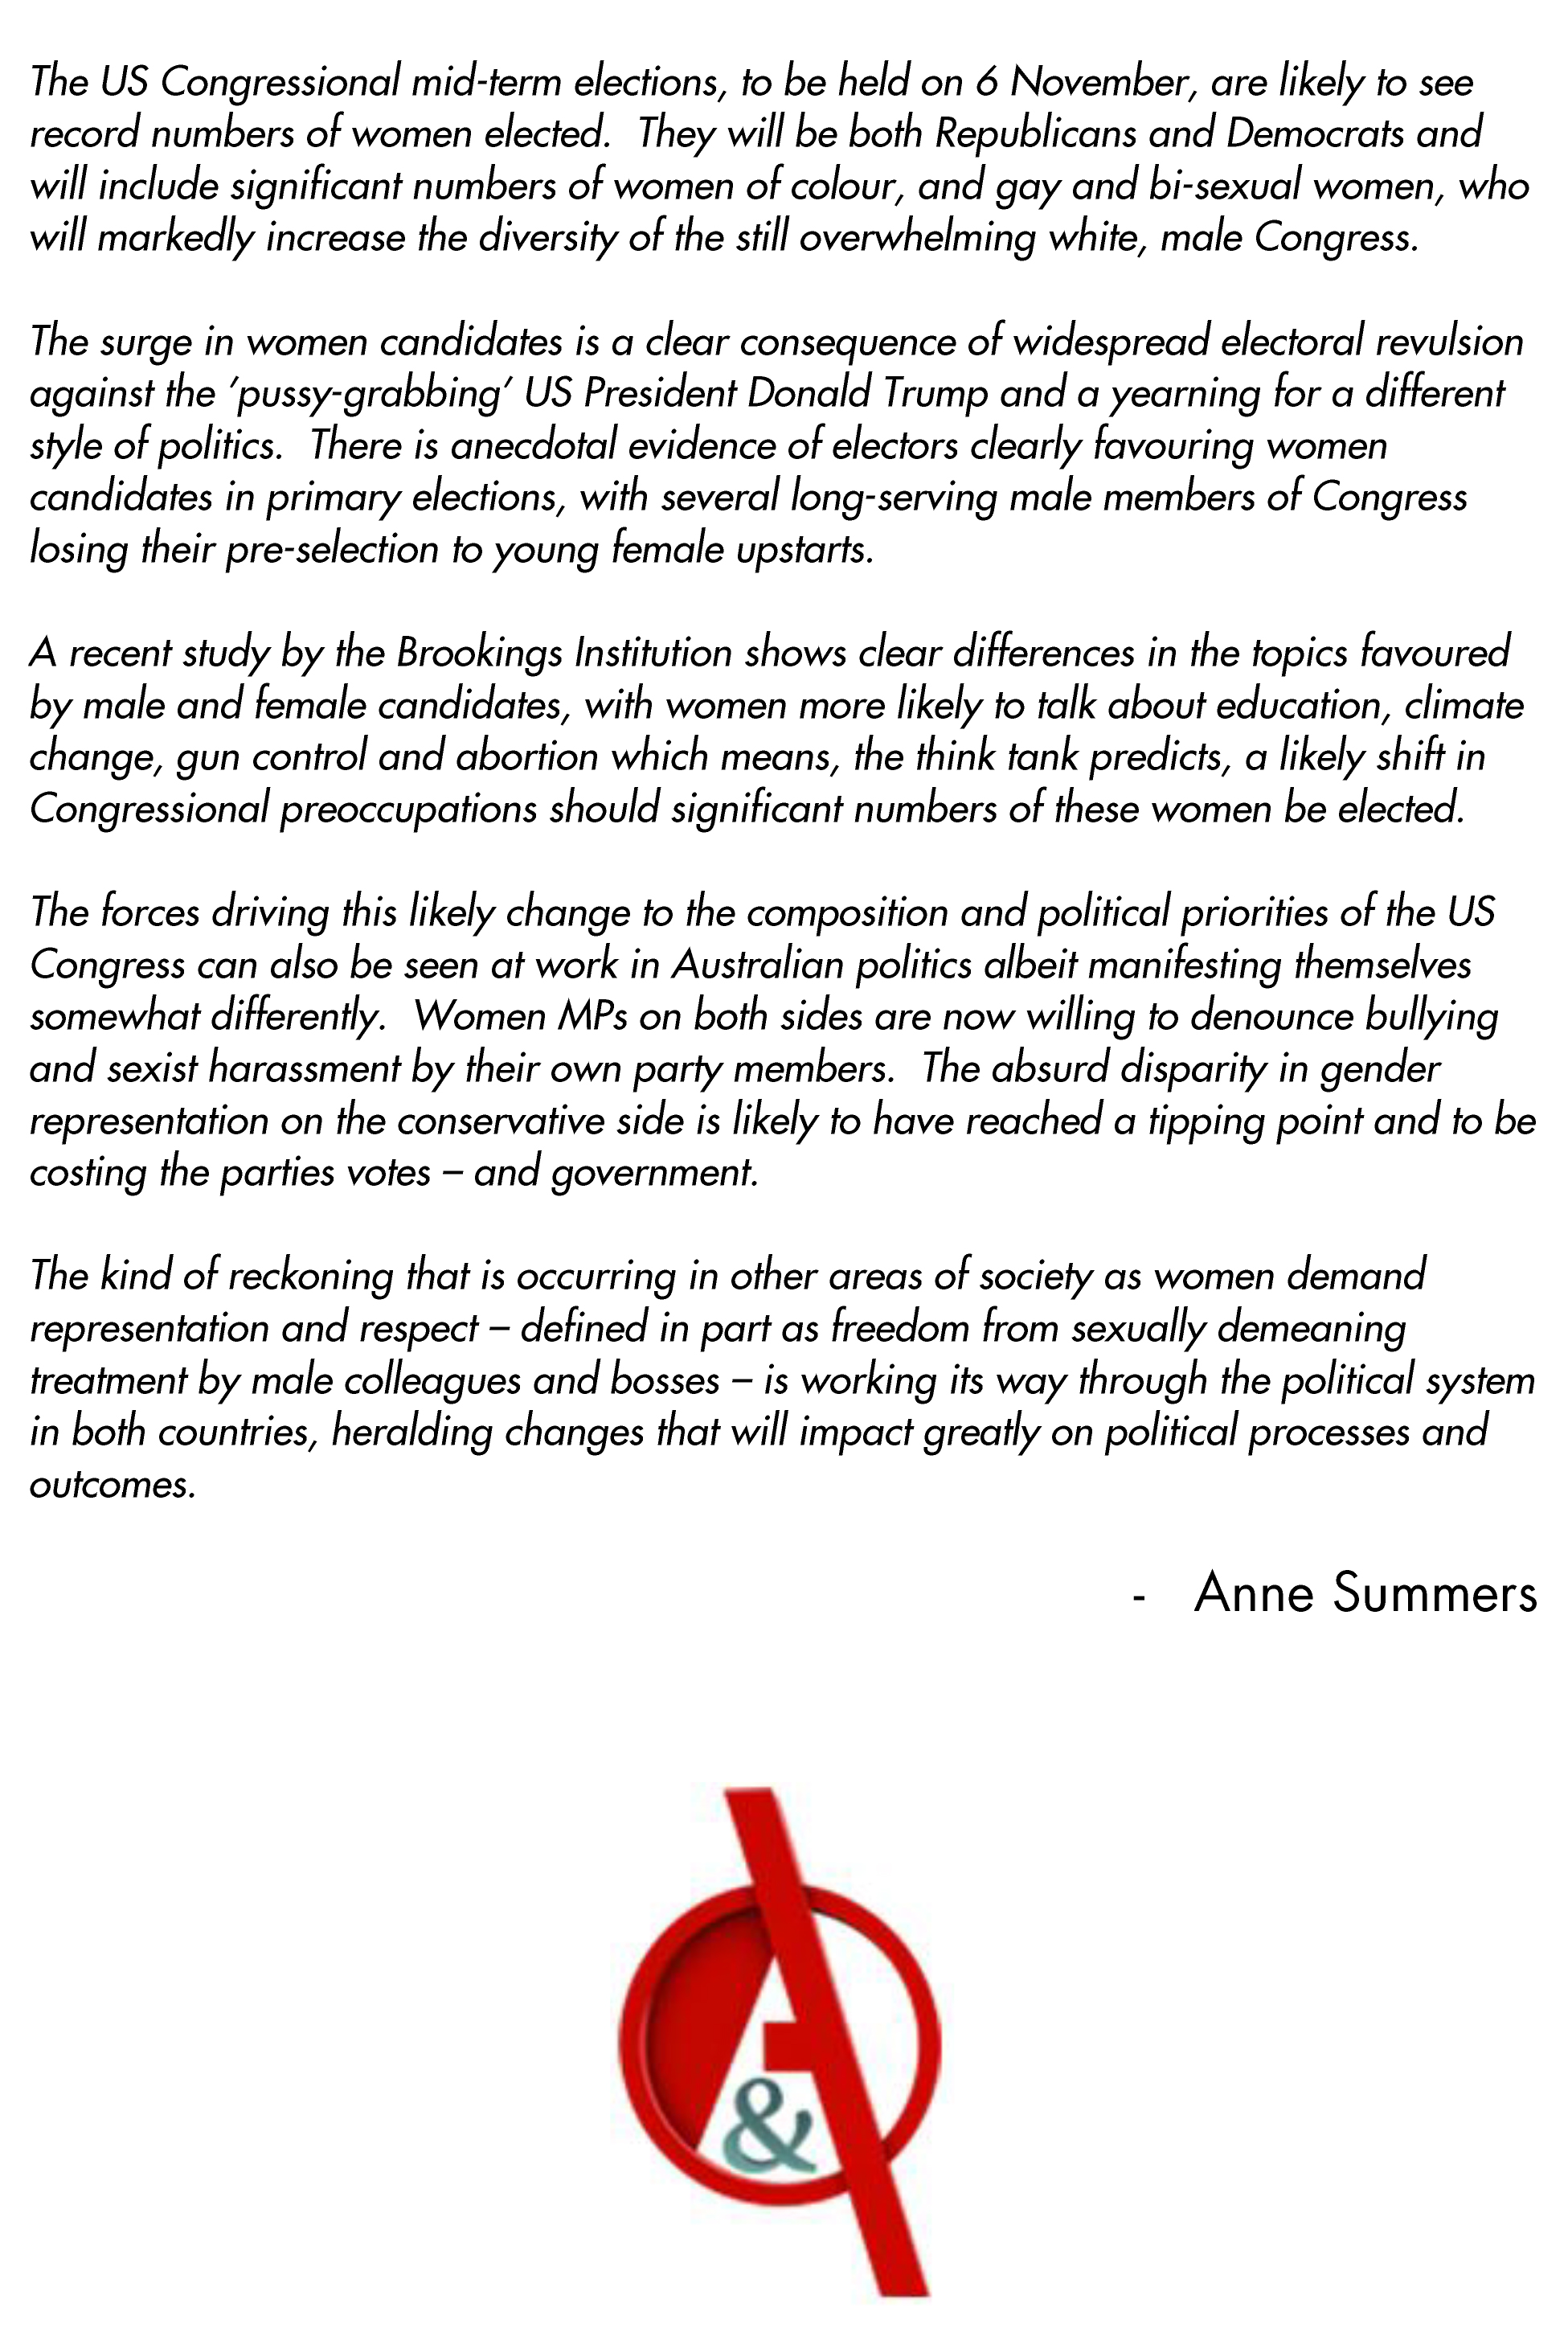 The US Congressional mid-term elections, to be held on 6 November, are likely to see
record numbers of women elected.  They will be both Republicans and Democrats and
will include significant numbers of women of colour, and gay and bi-sexual women, who
will markedly increase the diversity of the still overwhelming white, male Congress.
The surge in women candidates is a clear consequence of widespread electoral revulsion
against the ‘pussy-grabbing’ US President Donald Trump and a yearning for a different
style of politics.  There is anecdotal evidence of electors clearly favouring women
candidates in primary elections, with several long-serving male members of Congress
losing their pre-selection to young female upstarts.
A recent study by the Brookings Institution shows clear differences in the topics favoured
by male and female candidates, with women more likely to talk about education, climate
change, gun control and abortion which means, the think tank predicts, a likely shift in
Congressional preoccupations should significant numbers of these women be elected.
The forces driving this likely change to the composition and political priorities of the US
Congress can also be seen at work in Australian politics albeit manifesting themselves
somewhat differently.  Women MPs on both sides are now willing to denounce bullying
and sexist harassment by their own party members.  The absurd disparity in gender
representation on the conservative side is likely to have reached a tipping point and to be
costing the parties votes – and government.
The kind of reckoning that is occurring in other areas of society as women demand
representation and respect – defined in part as freedom from sexually demeaning
treatment by male colleagues and bosses – is working its way through the political system
in both countries, heralding changes that will impact greatly on political processes and
outcomes.
- Anne Summers
A
&